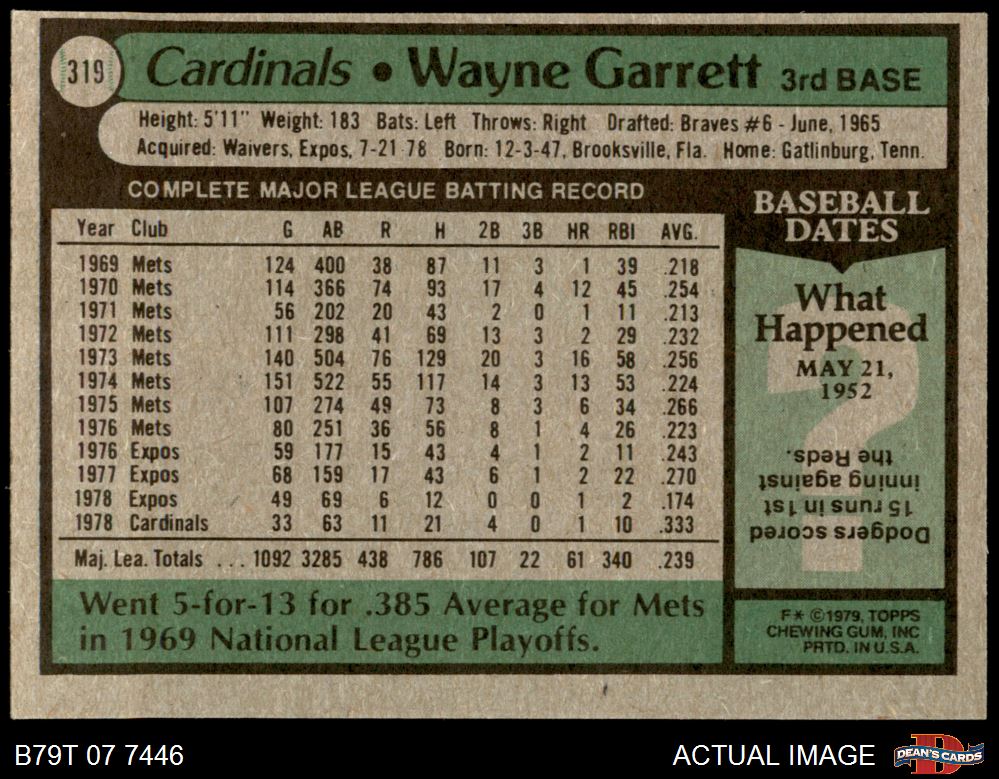 319 Cardinals • Wayne Garrett 3rd BASE
Height: 5'11" Weight: 183 Bats: Left Throws: Right Drafted: Braves #6 - June, 1965
Acquired: Waivers, Expos, 7-21-78 Born: 12-3-47, Brooksville, Fla. Home: Gatlinburg, Tenn.
COMPLETE MAJOR LEAGUE BATTING RECORD
Year Club G AB R H 2B 3B HR RBI AVG.
1969 Mets 124 400 38 87 11 3 1 39 .218
1970 Mets 114 366 74 93 17 4 12 45 .254
1971 Mets 56 202 20 43 2 0 1 11 .213
1972 Mets 111 298 41 69 13 3 2 29 .232
1973 Mets 140 504 76 129 20 3 16 58 .256
1974 Mets 151 522 55 117 14 3 13 53 .224
1975 Mets 107 274 49 73 8 3 6 34 .266
1976 Mets 80 251 36 56 8 1 4 26 .223
1976 Expos 59 177 15 43 4 1 2 11 .243
1977 Expos 68 159 17 43 6 1 2 22 .270
1978 Expos 49 69 6 12 0 0 1 2 .174
1978 Cardinals 33 63 11 21 4 0 1 10 .333
Maj. Lea. Totals ... 1092 3285 438 786 107 22 61 340 .239
Went 5-for-13 for .385 Average for Mets
in 1969 National League Playoffs.
BASEBALL
DATES
What
Happened
MAY 21,
1952
?
Dodgers scored
15 runs in 1st
inning against
the Reds.
F* ©1979, TOPPS
CHEWING GUM, INC
PRTD. IN U.S.A.
B79T 07 7446
ACTUAL IMAGE
D
DEAN'S CARDS